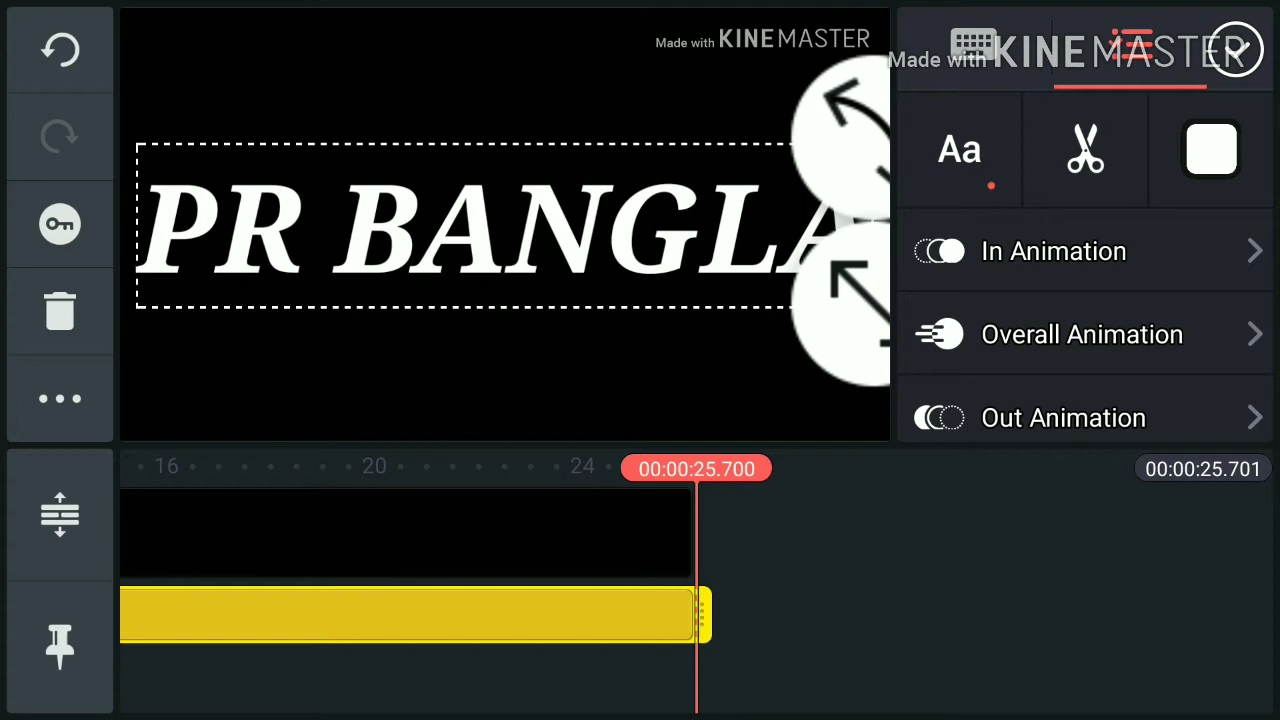 Made with KINEMASTER
Made with KINEMASTER
PR BANGLA
Aa
In Animation
Overall Animation
Out Animation
16 20 24 00:00:25.700 00:00:25.701